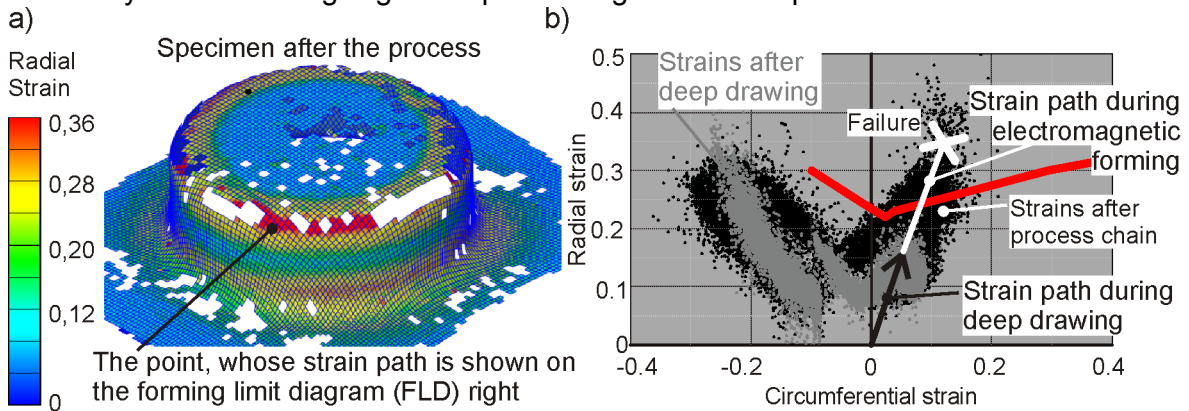 a)
Specimen after the process
Radial
Strain
0,36
0,28
0,20
0,12
0
The point, whose strain path is shown on
the forming limit diagram (FLD) right
b)
Strains after
deep drawing
Failure
Strain path during
electromagnetic
forming
Strains after
process chain
Strain path during
deep drawing
Radial strain
0.5
0.4
0.3
0.2
0.1
0
-0.4
-0.2
0
0.2
0.4
Circumferential strain